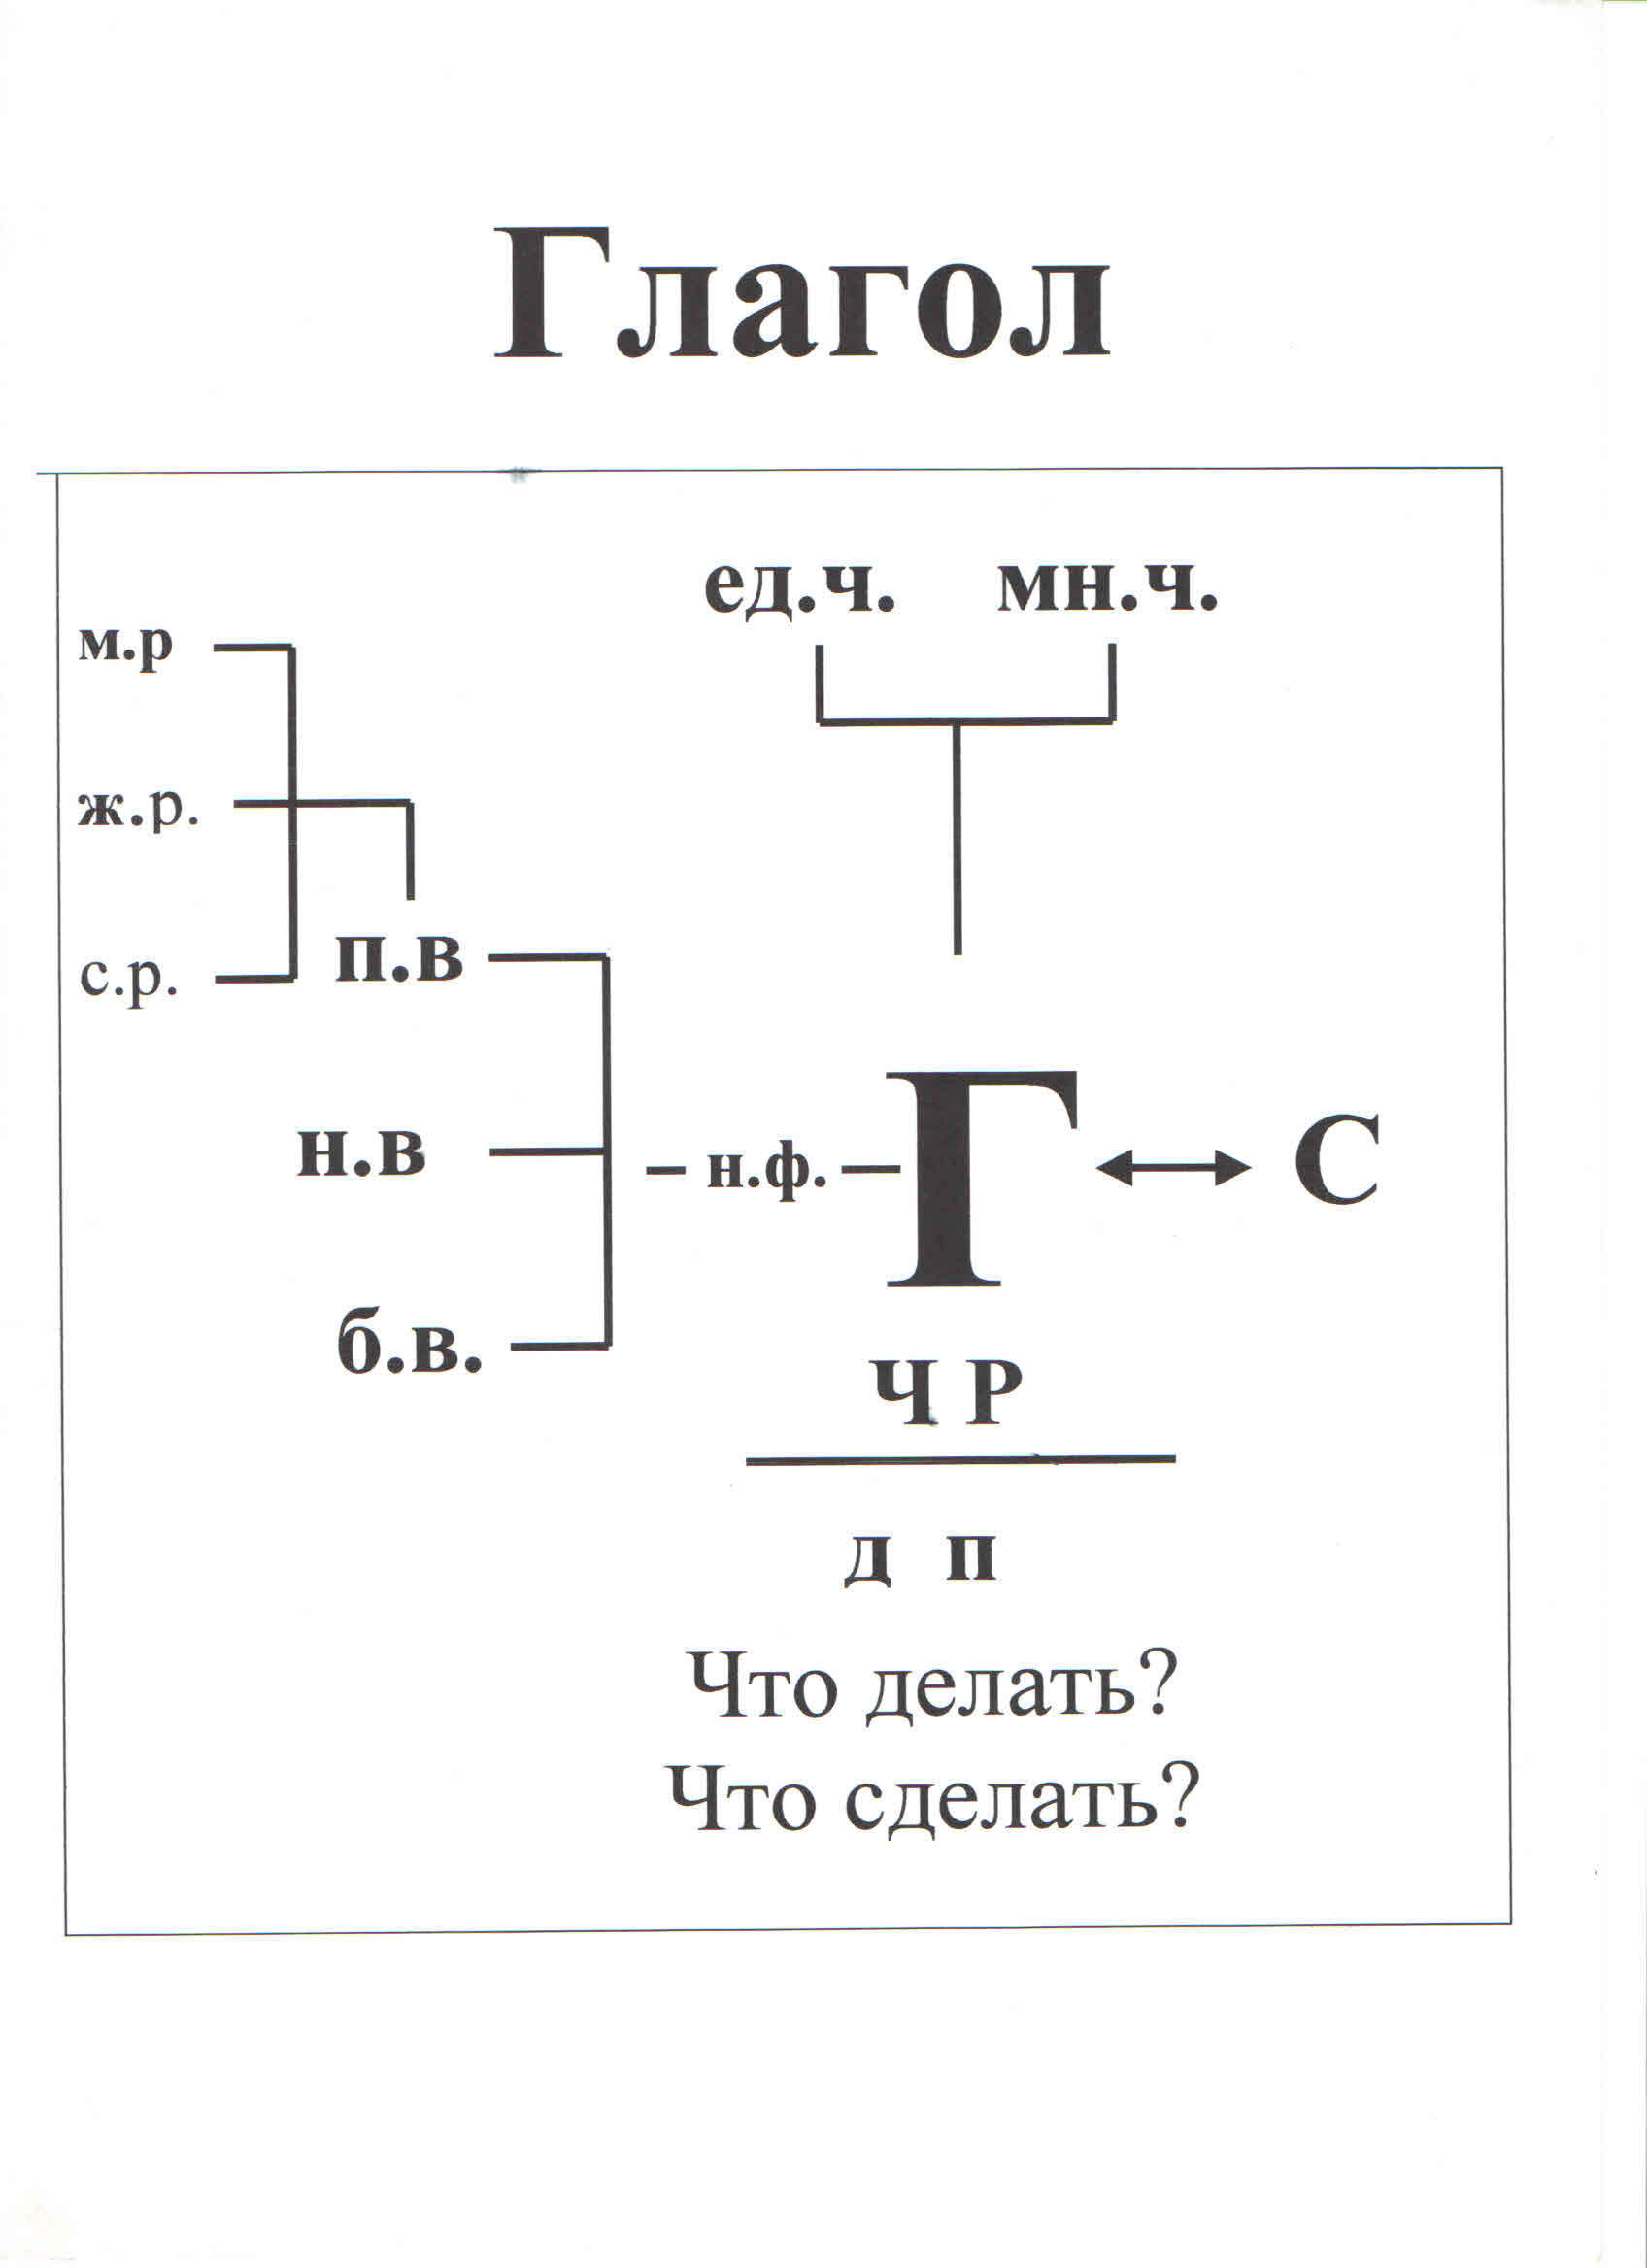 Глагол
ед.ч. мн.ч.
м.р
ж.р.
п.в
с.р.
н.в
– н.ф. –
Г
С
б.в.
Ч Р
д п
Что делать?
Что сделать?